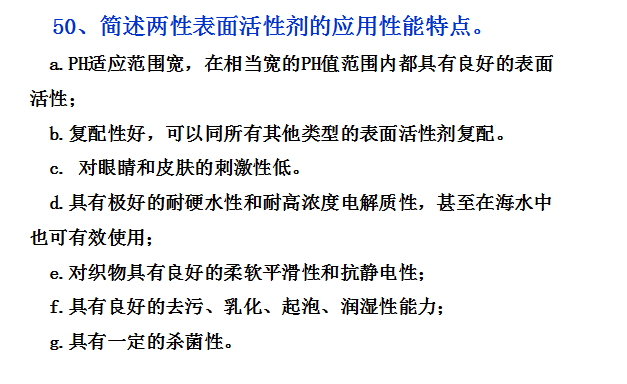 50、简述两性表面活性剂的应用性能特点。
a.PH适应范围宽，在相当宽的PH值范围内都具有良好的表面
活性；
b.复配性好，可以同所有其他类型的表面活性剂复配。
c. 对眼睛和皮肤的刺激性低。
d.具有极好的耐硬水性和耐高浓度电解质性，甚至在海水中
也可有效使用；
e.对织物具有良好的柔软平滑性和抗静电性；
f.具有良好的去污、乳化、起泡、润湿性能力；
g.具有一定的杀菌性。